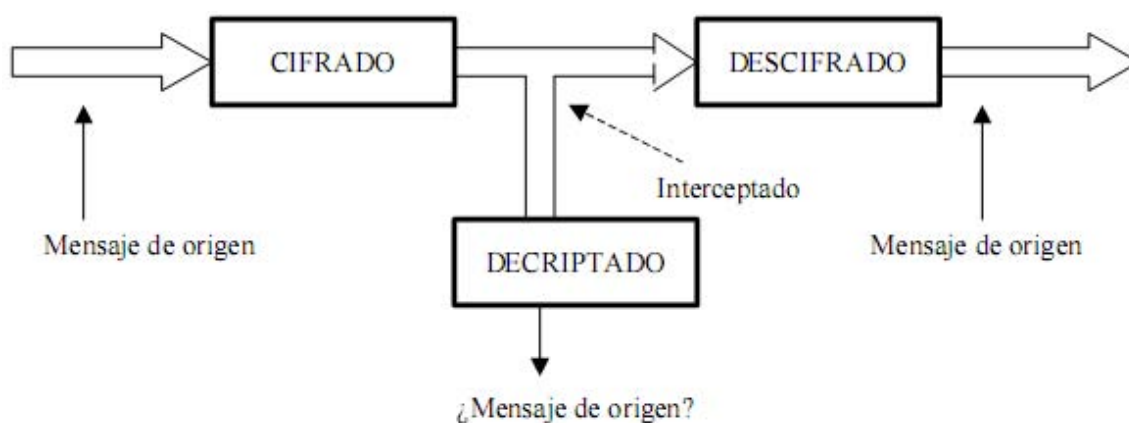 CIFRADO
DESCIFRADO
Interceptado
Mensaje de origen
Mensaje de origen
DECRIPTADO
¿Mensaje de origen?